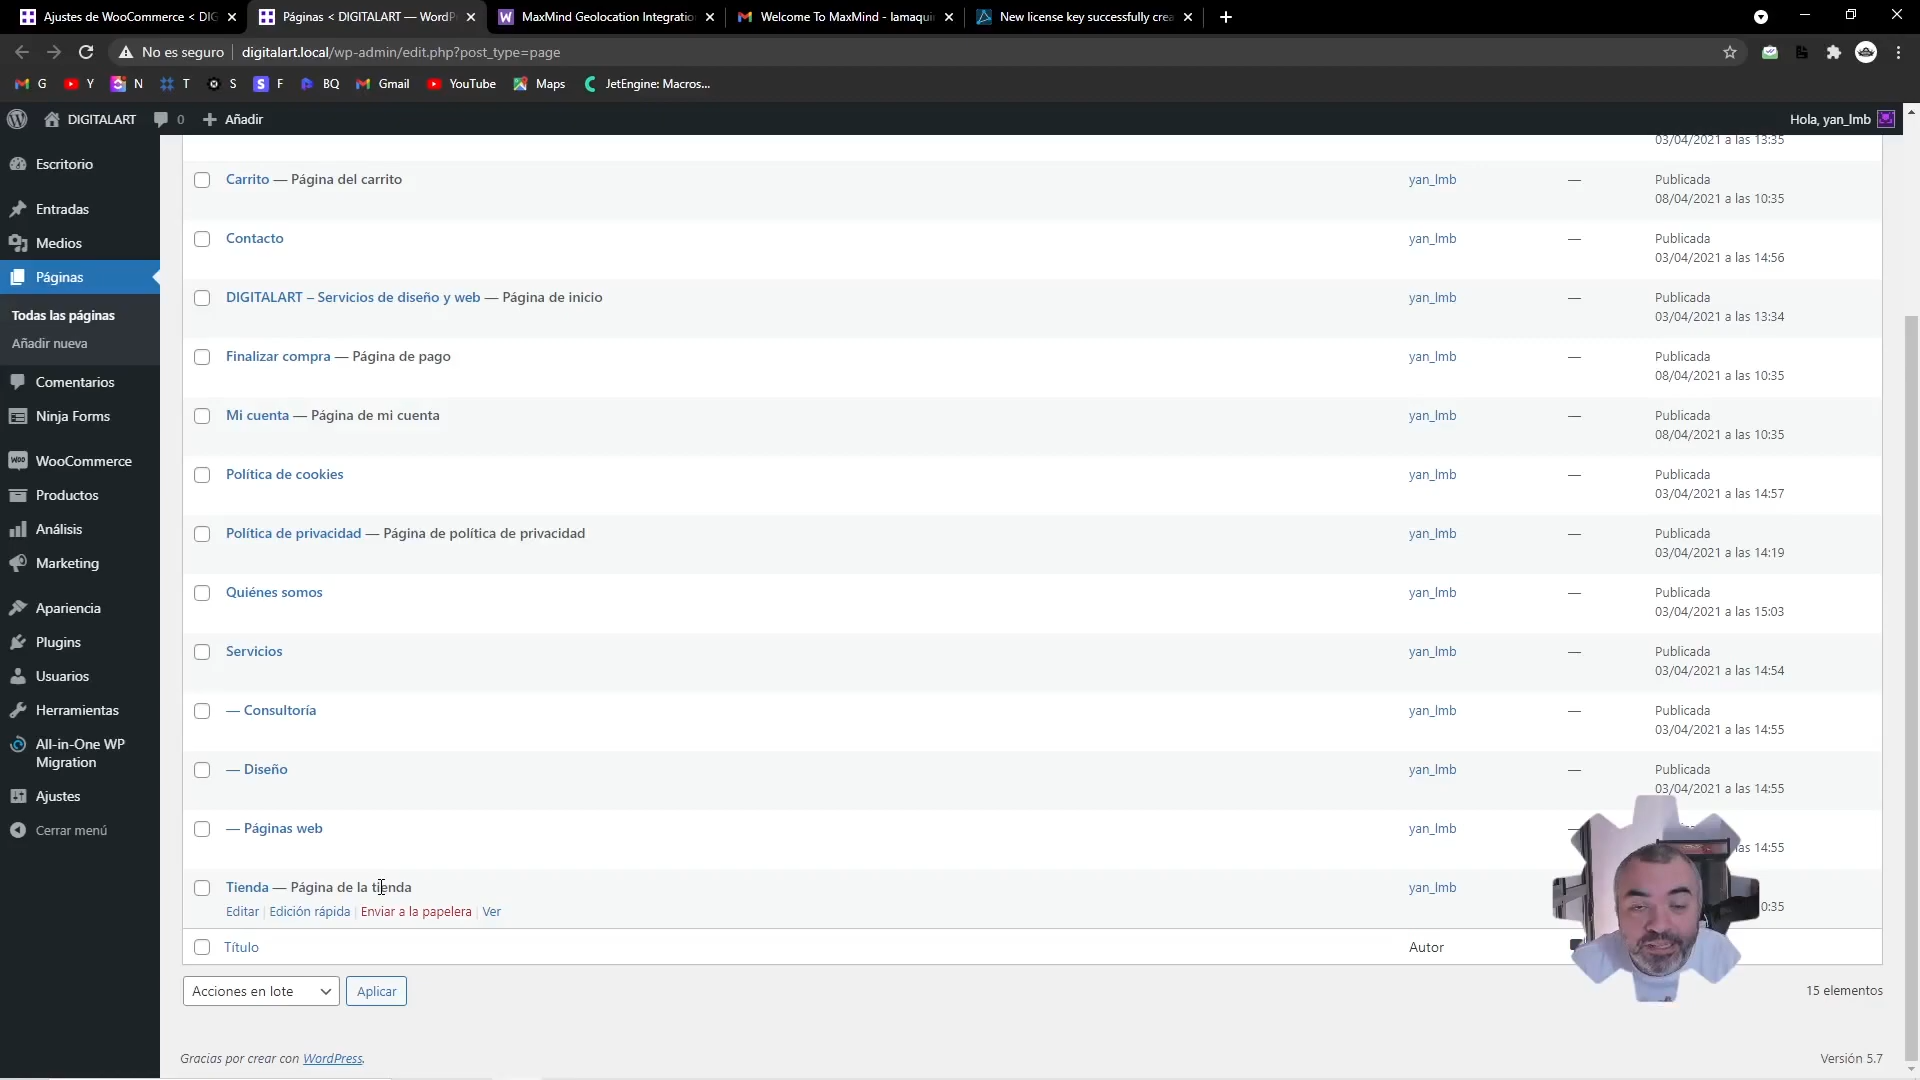 Ajustes de WooCommerce < DIG
Páginas < DIGITALART — WordP
MaxMind Geolocation Integratio
Welcome To MaxMind - lamaqui
New license key successfully crea
No es seguro
digitalart.local/wp-admin/edit.php?post_type=page
G
Y
N
T
S
F
BQ
Gmail
YouTube
Maps
JetEngine: Macros...
DIGITALART
0
Añadir
Hola, yan_lmb
Escritorio
Entradas
Medios
Páginas
Todas las páginas
Añadir nueva
Comentarios
Ninja Forms
WooCommerce
Productos
Análisis
Marketing
Apariencia
Plugins
Usuarios
Herramientas
All-in-One WP
Migration
Ajustes
Cerrar menú
03/04/2021 a las 13:35
Carrito — Página del carrito
yan_lmb
—
Publicada
08/04/2021 a las 10:35
Contacto
yan_lmb
—
Publicada
03/04/2021 a las 14:56
DIGITALART – Servicios de diseño y web — Página de inicio
yan_lmb
—
Publicada
03/04/2021 a las 13:34
Finalizar compra — Página de pago
yan_lmb
—
Publicada
08/04/2021 a las 10:35
Mi cuenta — Página de mi cuenta
yan_lmb
—
Publicada
08/04/2021 a las 10:35
Política de cookies
yan_lmb
—
Publicada
03/04/2021 a las 14:57
Política de privacidad — Página de política de privacidad
yan_lmb
—
Publicada
03/04/2021 a las 14:19
Quiénes somos
yan_lmb
—
Publicada
03/04/2021 a las 15:03
Servicios
yan_lmb
—
Publicada
03/04/2021 a las 14:54
— Consultoría
yan_lmb
—
Publicada
03/04/2021 a las 14:55
— Diseño
yan_lmb
—
Publicada
03/04/2021 a las 14:55
— Páginas web
yan_lmb
las 14:55
Tienda — Página de la tienda
yan_lmb
0:35
Editar | Edición rápida | Enviar a la papelera | Ver
Título
Autor
Acciones en lote
Aplicar
15 elementos
Gracias por crear con WordPress.
Versión 5.7